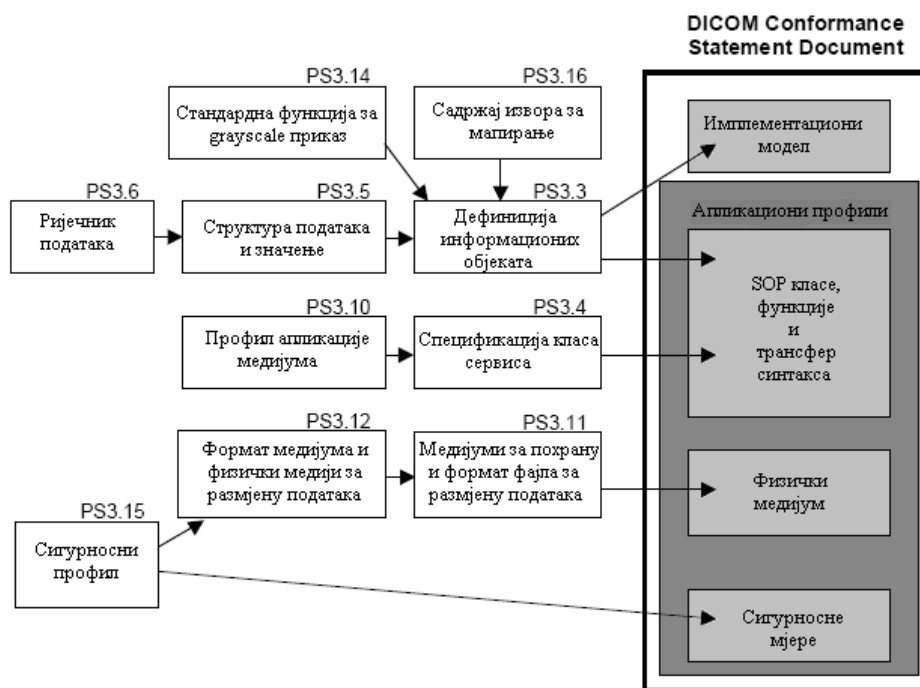 DICOM Conformance
Statement Document
PS3.14
Стандардна функција за
grayscale приказ
PS3.16
Садржај извора за
мапирање
Имплементациони
модел
PS3.6
Ријечник
података
PS3.5
Структура података
и значење
PS3.3
Дефиниција
информационих
објеката
Апликациони профили
SOP класе,
функције
и
трансфер
синтакса
PS3.10
Профил апликације
медијума
PS3.4
Спецификација класа
сервиса
PS3.12
Формат медијума и
физички медији за
размјену података
PS3.11
Медијуми за похрану
и формат фајла за
размјену података
Физички
медијум
PS3.15
Сигурносни
профил
Сигурносне
мјере